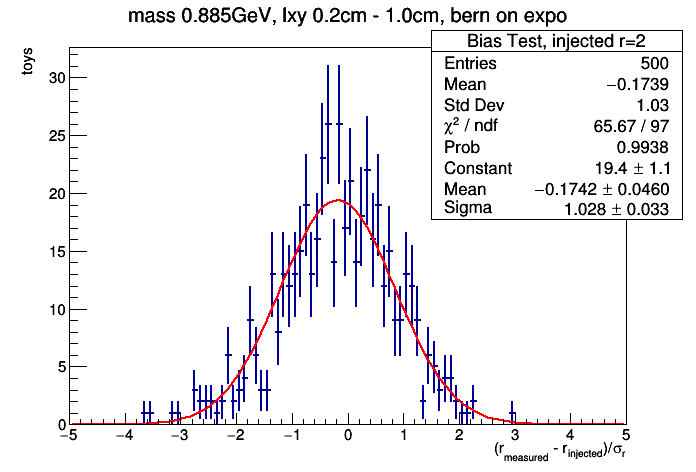 mass 0.885GeV, lxy 0.2cm - 1.0cm, bern on expo
Bias Test, injected r=2
Entries 500
Mean −0.1739
Std Dev 1.03
χ² / ndf 65.67 / 97
Prob 0.9938
Constant 19.4 ± 1.1
Mean −0.1742 ± 0.0460
Sigma 1.028 ± 0.033
toys
30
25
20
15
10
5
0
−5 −4 −3 −2 −1 0 1 2 3 4 5
(r_measured - r_injected)/σ_r